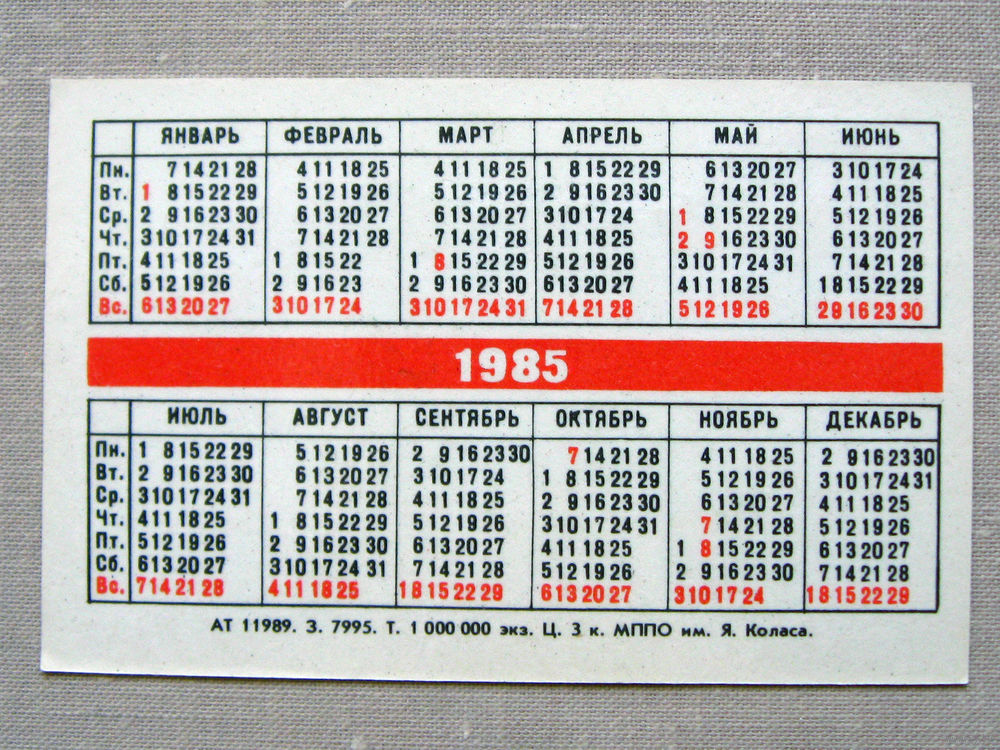 ЯНВАРЬ ФЕВРАЛЬ МАРТ АПРЕЛЬ МАЙ ИЮНЬ
Пн. 7 14 21 28 4 11 18 25 4 11 18 25 1 8 15 22 29 6 13 20 27 3 10 17 24
Вт. 1 8 15 22 29 5 12 19 26 5 12 19 26 2 9 16 23 30 7 14 21 28 4 11 18 25
Ср. 2 9 16 23 30 6 13 20 27 6 13 20 27 3 10 17 24 1 8 15 22 29 5 12 19 26
Чт. 3 10 17 24 31 7 14 21 28 7 14 21 28 4 11 18 25 2 9 16 23 30 6 13 20 27
Пт. 4 11 18 25 1 8 15 22 1 8 15 22 29 5 12 19 26 3 10 17 24 31 7 14 21 28
Сб. 5 12 19 26 2 9 16 23 2 9 16 23 30 6 13 20 27 4 11 18 25 1 8 15 22 29
Вс. 6 13 20 27 3 10 17 24 3 10 17 24 31 7 14 21 28 5 12 19 26 2 9 16 23 30
1985
ИЮЛЬ АВГУСТ СЕНТЯБРЬ ОКТЯБРЬ НОЯБРЬ ДЕКАБРЬ
Пн. 1 8 15 22 29 5 12 19 26 2 9 16 23 30 7 14 21 28 4 11 18 25 2 9 16 23 30
Вт. 2 9 16 23 30 6 13 20 27 3 10 17 24 1 8 15 22 29 5 12 19 26 3 10 17 24 31
Ср. 3 10 17 24 31 7 14 21 28 4 11 18 25 2 9 16 23 30 6 13 20 27 4 11 18 25
Чт. 4 11 18 25 1 8 15 22 29 5 12 19 26 3 10 17 24 31 7 14 21 28 5 12 19 26
Пт. 5 12 19 26 2 9 16 23 30 6 13 20 27 4 11 18 25 1 8 15 22 29 6 13 20 27
Сб. 6 13 20 27 3 10 17 24 31 7 14 21 28 5 12 19 26 2 9 16 23 30 7 14 21 28
Вс. 7 14 21 28 4 11 18 25 1 8 15 22 29 6 13 20 27 3 10 17 24 1 8 15 22 29
АТ 11989. З. 7995. Т. 1 000 000 экз. Ц. 3 к. МППО им. Я. Коласа.